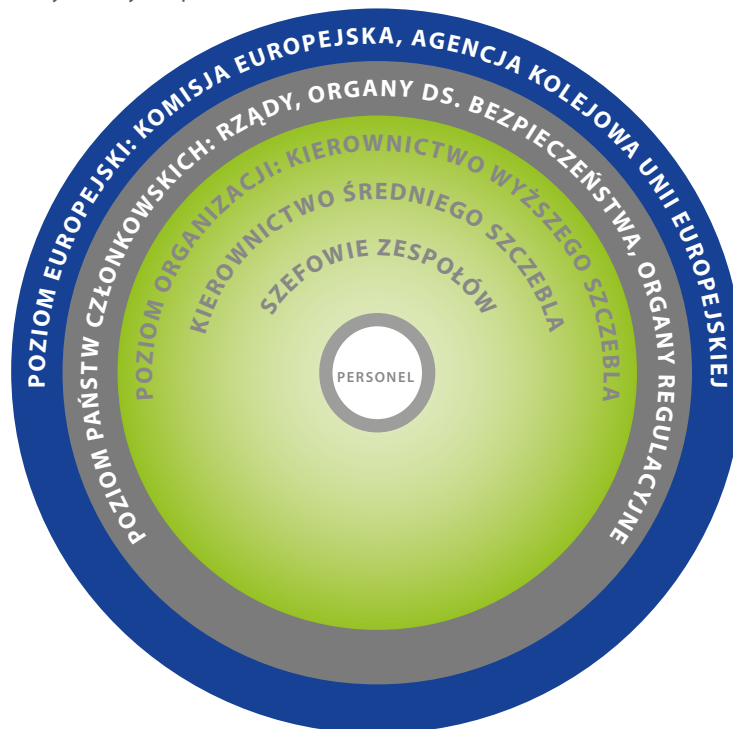 POZIOM EUROPEJSKI: KOMISJA EUROPEJSKA, AGENCJA KOLEJOWA UNII EUROPEJSKIEJ
POZIOM PAŃSTW CZŁONKOWSKICH: RZĄDY, ORGANY DS. BEZPIECZEŃSTWA, ORGANY REGULACYJNE
POZIOM ORGANIZACJI: KIEROWNICTWO WYŻSZEGO SZCZEBLA
KIEROWNICTWO ŚREDNIEGO SZCZEBLA
SZEFOWIE ZESPOŁÓW
PERSONEL